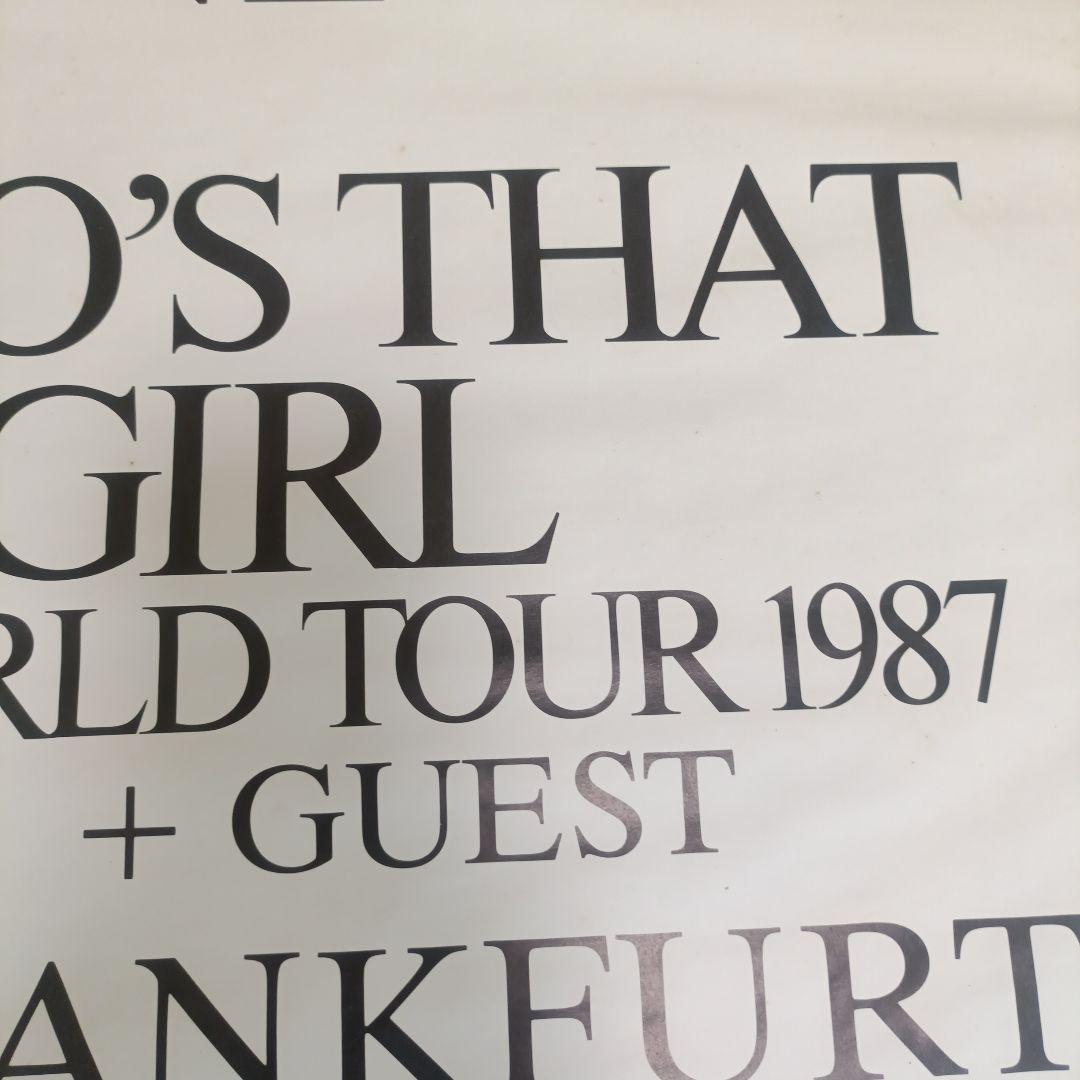 O'S THAT
GIRL
RLD TOUR 1987
+ GUEST
ANKFURT